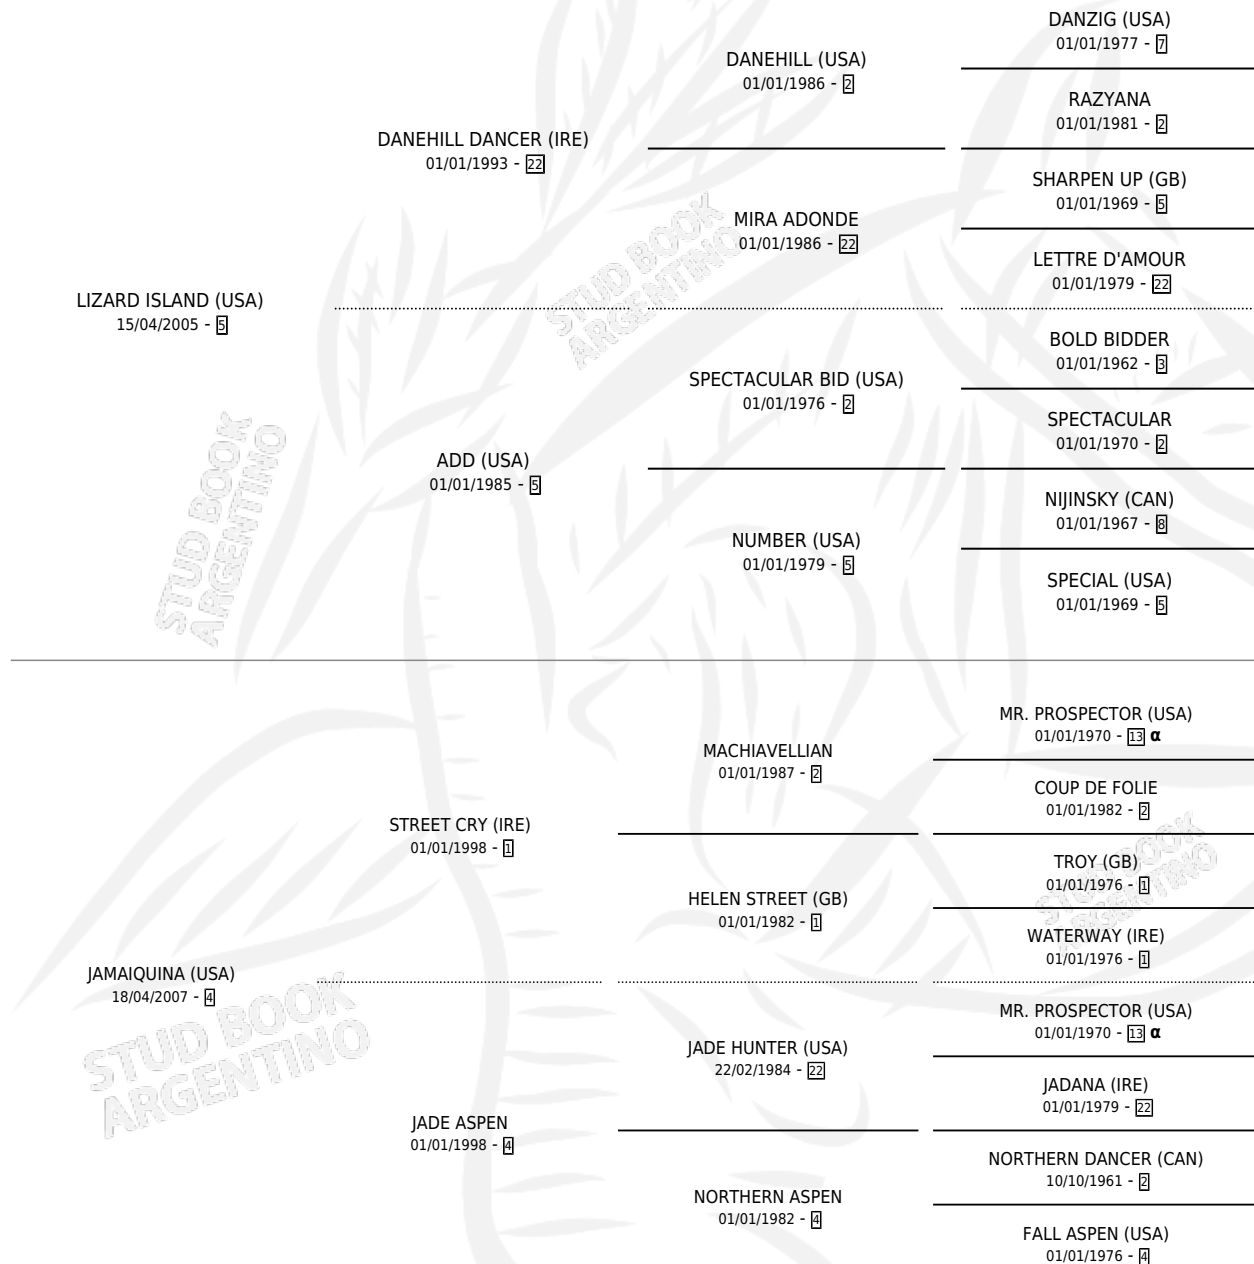 DANZIG (USA)
01/01/1977 - 7
DANEHILL (USA)
01/01/1986 - 2
RAZYANA
01/01/1981 - 2
DANEHILL DANCER (IRE)
01/01/1993 - 22
SHARPEN UP (GB)
01/01/1969 - 5
MIRA ADONDE
01/01/1986 - 22
LETTRE D'AMOUR
01/01/1979 - 22
LIZARD ISLAND (USA)
15/04/2005 - 5
BOLD BIDDER
01/01/1962 - 3
SPECTACULAR BID (USA)
01/01/1976 - 2
SPECTACULAR
01/01/1970 - 2
ADD (USA)
01/01/1985 - 5
NIJINSKY (CAN)
01/01/1967 - 8
NUMBER (USA)
01/01/1979 - 5
SPECIAL (USA)
01/01/1969 - 5
MR. PROSPECTOR (USA)
01/01/1970 - 13 α
MACHIAVELLIAN
01/01/1987 - 2
COUP DE FOLIE
01/01/1982 - 2
STREET CRY (IRE)
01/01/1998 - 1
TROY (GB)
01/01/1976 - 1
HELEN STREET (GB)
01/01/1982 - 1
WATERWAY (IRE)
01/01/1976 - 1
JAMAIQUINA (USA)
18/04/2007 - 4
MR. PROSPECTOR (USA)
01/01/1970 - 13 α
JADE HUNTER (USA)
22/02/1984 - 22
JADANA (IRE)
01/01/1979 - 22
JADE ASPEN
01/01/1998 - 4
NORTHERN DANCER (CAN)
10/10/1961 - 2
NORTHERN ASPEN
01/01/1982 - 4
FALL ASPEN (USA)
01/01/1976 - 4
STUD BOOK
ARGENTINO
STUD BOOK
ARGENTINO
STUD BOOK
ARGENTINO
STUD BOOK
ARGENTINO